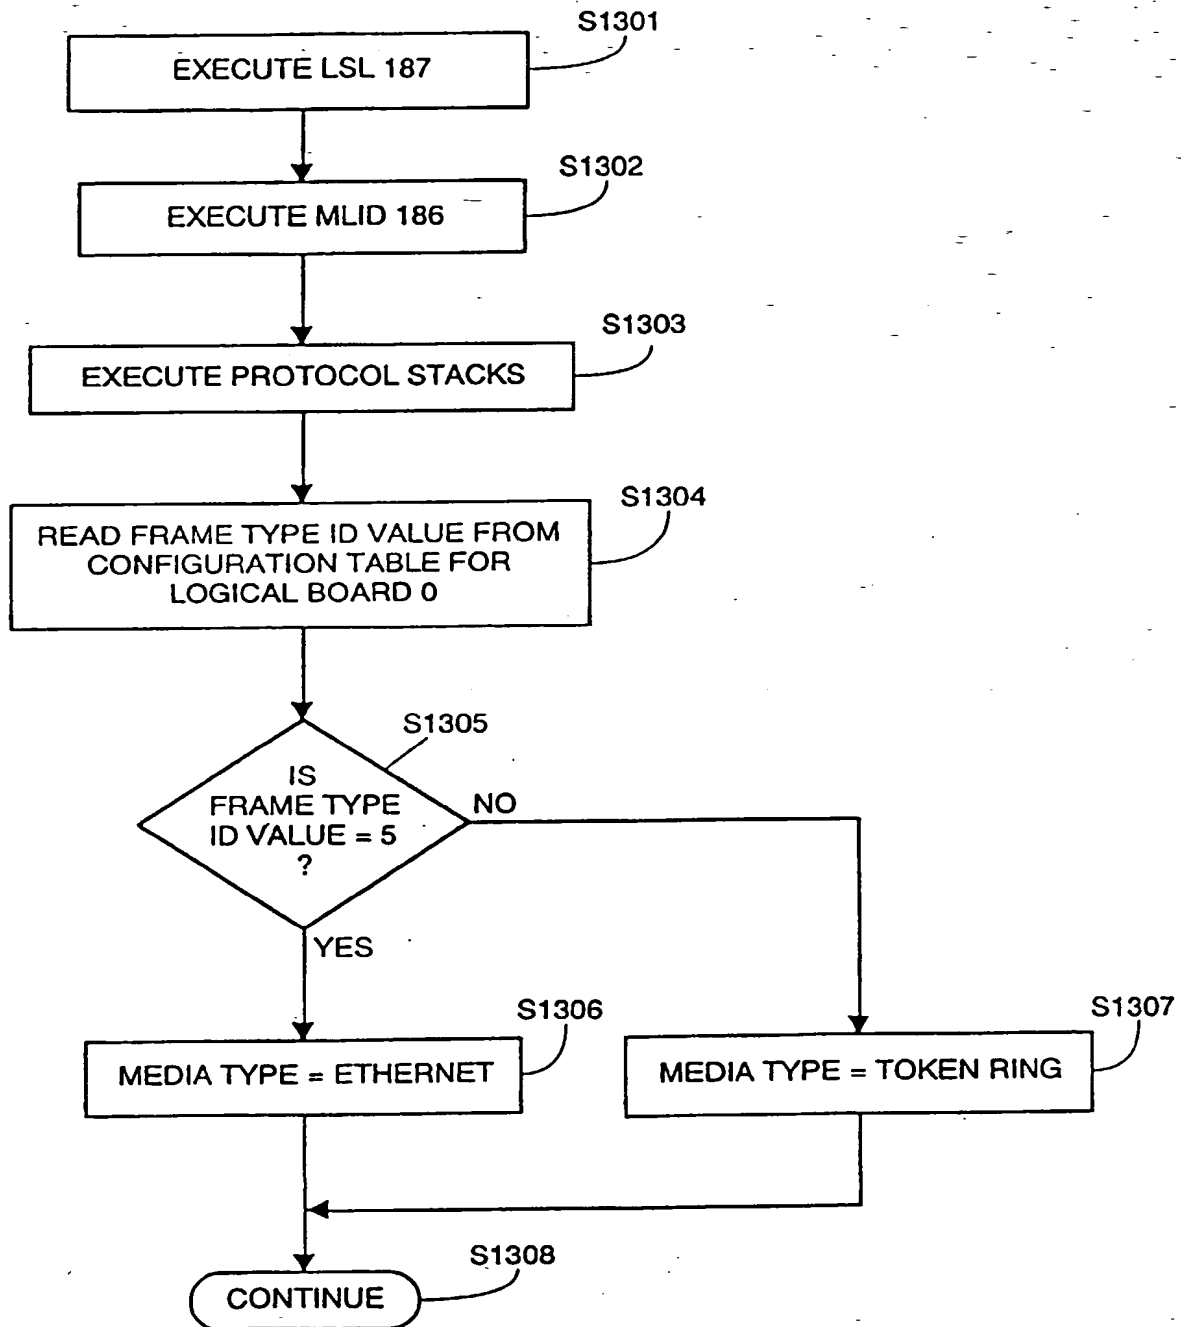 S1301
EXECUTE LSL 187
S1302
EXECUTE MLID 186
S1303
EXECUTE PROTOCOL STACKS
S1304
READ FRAME TYPE ID VALUE FROM
CONFIGURATION TABLE FOR
LOGICAL BOARD 0
S1305
IS
FRAME TYPE
ID VALUE = 5
?
NO
YES
S1306
MEDIA TYPE = ETHERNET
S1307
MEDIA TYPE = TOKEN RING
S1308
CONTINUE